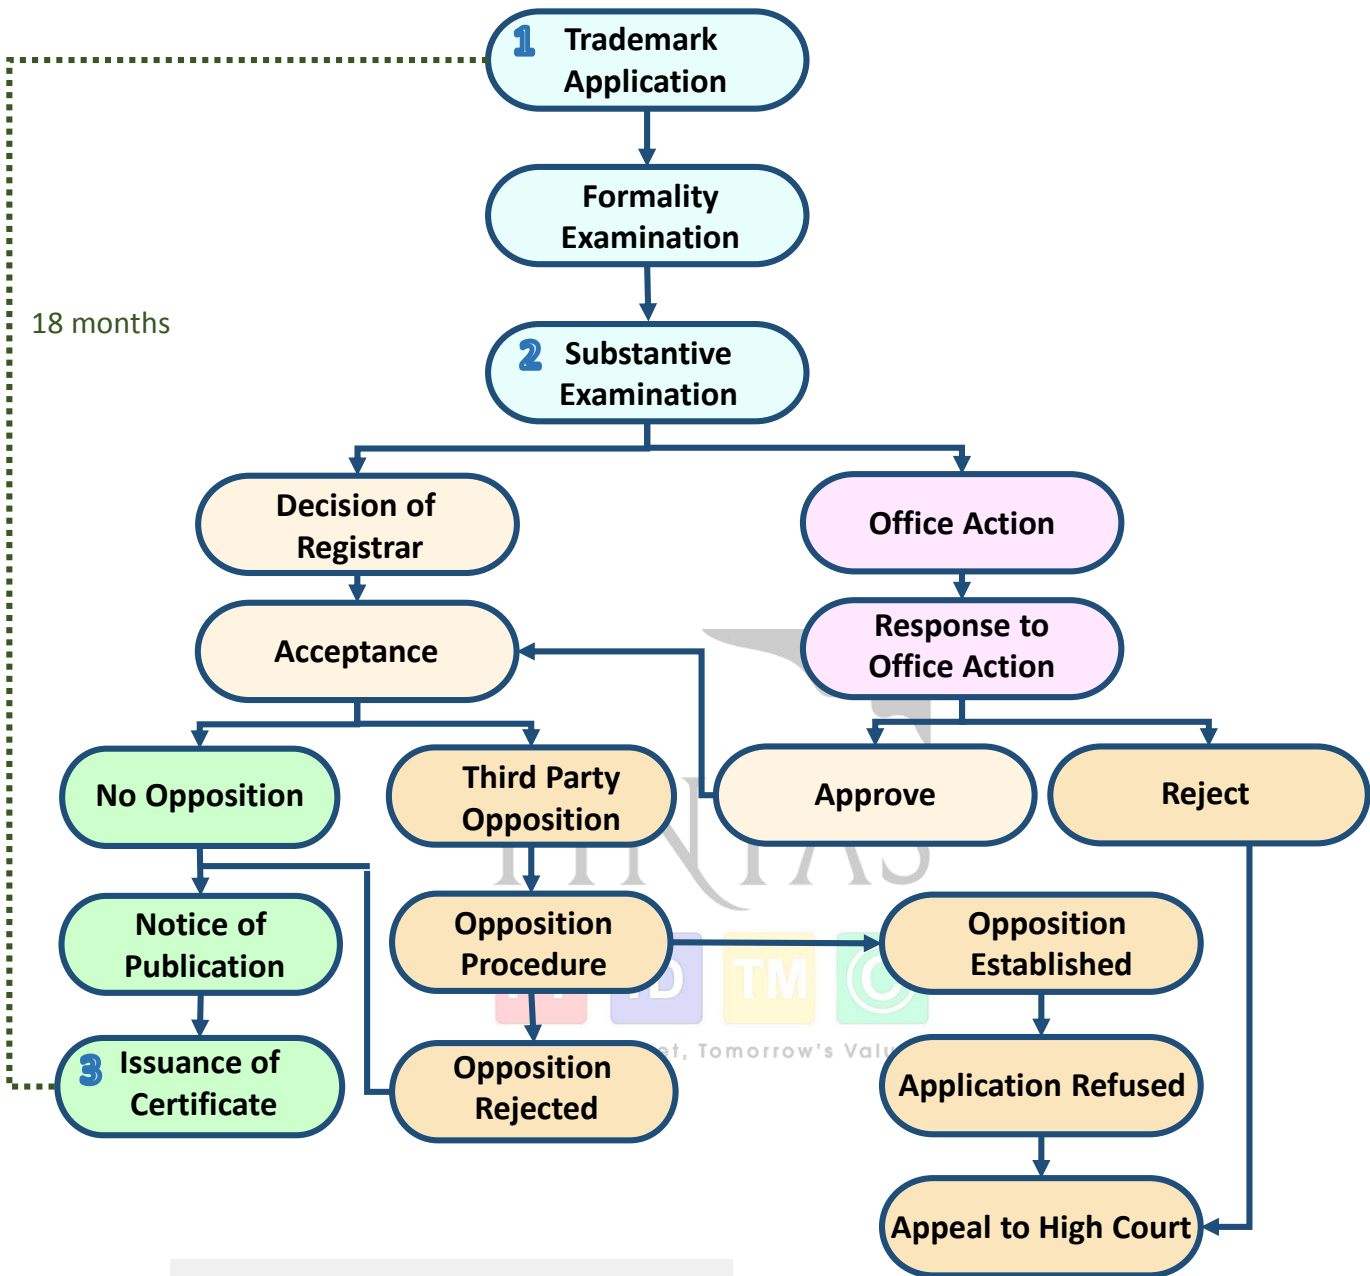 1 Trademark
Application
Formality
Examination
18 months
2 Substantive
Examination
Decision of
Registrar
Office Action
Acceptance
Response to
Office Action
No Opposition
Third Party
Opposition
Approve
Reject
Notice of
Publication
Opposition
Procedure
Opposition
Established
TM
©
3 Issuance of
Certificate
Opposition
Rejected
Tomorrow's
Application Refused
Appeal to High Court